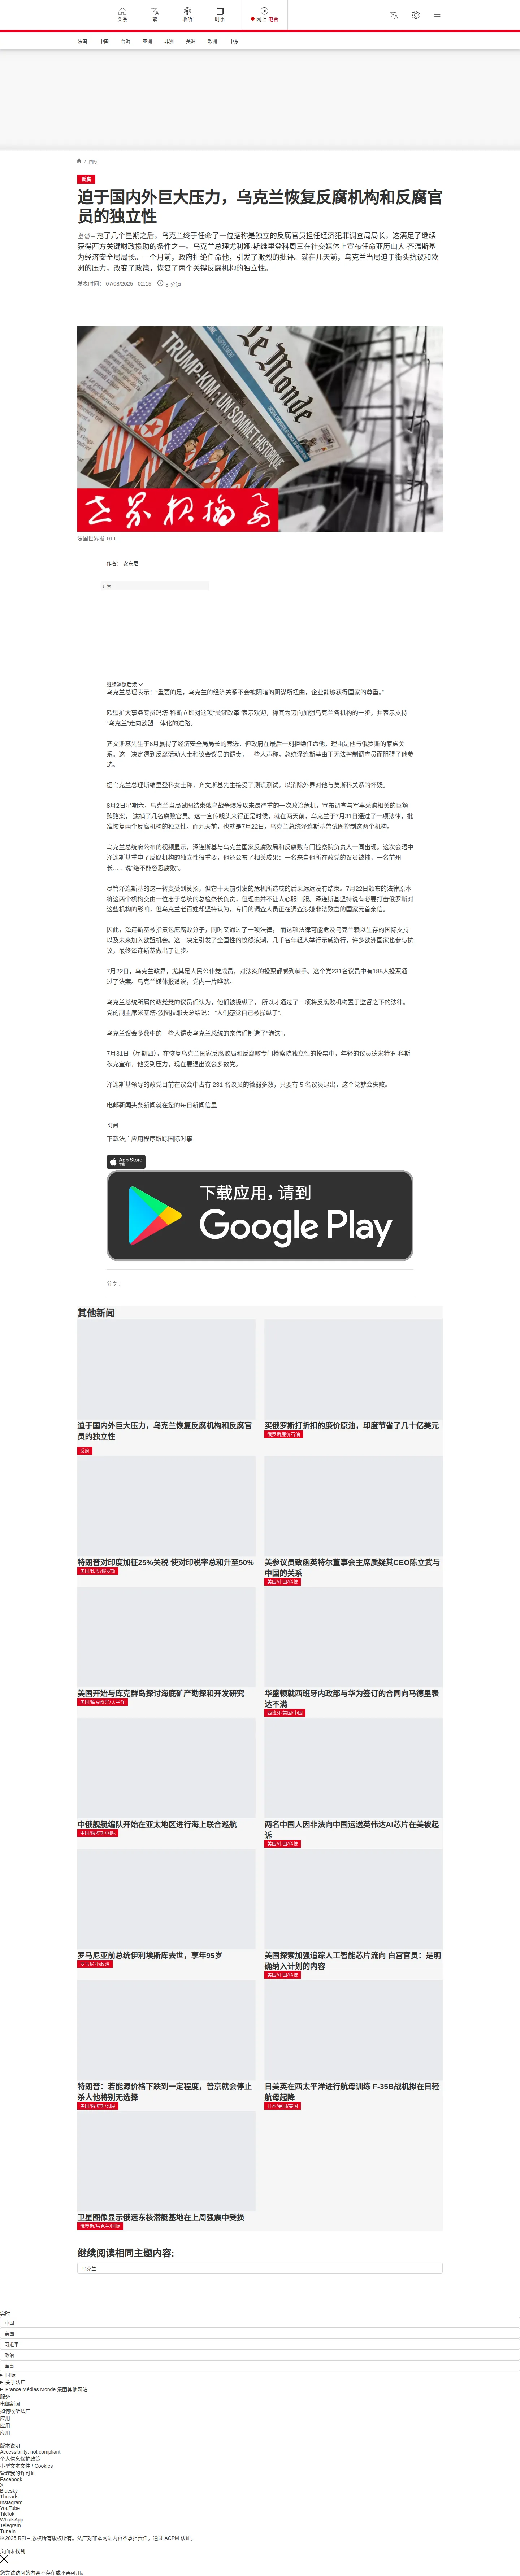 头条
繁
收听
时事
网上 电台
法国
中国
台海
亚洲
非洲
美洲
欧洲
中东
/ 国际
反腐
迫于国内外巨大压力，乌克兰恢复反腐机构和反腐官
员的独立性
基辅 – 拖了几个星期之后，乌克兰终于任命了一位据称是独立的反腐官员担任经济犯罪调查局局长，这满足了继续
获得西方关键财政援助的条件之一。乌克兰总理尤利娅·斯维里登科周三在社交媒体上宣布任命亚历山大·齐温斯基
为经济安全局局长。一个月前，政府拒绝任命他，引发了激烈的批评。就在几天前，乌克兰当局迫于街头抗议和欧
洲的压力，改变了政策，恢复了两个关键反腐机构的独立性。
发表时间： 07/08/2025 - 02:15
8 分钟
Le Monde
TRUMP-KIM : UN SOMMET HISTORIQUE
世界报摘要
法国世界报 RFI
作者： 安东尼
广告
继续浏览后续
乌克兰总理表示：“重要的是，乌克兰的经济关系不会被阴暗的阴谋所扭曲，企业能够获得国家的尊重。”
欧盟扩大事务专员玛塔·科斯立即对这项“关键改革”表示欢迎，称其为迈向加强乌克兰各机构的一步，并表示支持
“乌克兰”走向欧盟一体化的道路。
齐文斯基先生于6月赢得了经济安全局局长的竞选，但政府在最后一刻拒绝任命他，理由是他与俄罗斯的家族关
系。这一决定遭到反腐活动人士和议会议员的谴责，一些人声称，总统泽连斯基由于无法控制调查员而阻碍了他参
选。
据乌克兰总理斯维里登科女士称，齐文斯基先生接受了测谎测试，以消除外界对他与莫斯科关系的怀疑。
8月2日星期六，乌克兰当局试图结束俄乌战争爆发以来最严重的一次政治危机，宣布调查与军事采购相关的巨额
贿赂案， 逮捕了几名腐败官员。这一宣传噱头来得正是时候，就在两天前，乌克兰于7月31日通过了一项法律，批
准恢复两个反腐机构的独立性。而九天前，也就是7月22日，乌克兰总统泽连斯基曾试图控制这两个机构。
乌克兰总统府公布的视频显示，泽连斯基与乌克兰国家反腐败局和反腐败专门检察院负责人一同出现。这次会晤中
泽连斯基重申了反腐机构的独立性很重要，他还公布了相关成果：一名来自他所在政党的议员被捕，一名前州
长……说“绝不能容忍腐败”。
尽管泽连斯基的这一转变受到赞扬，但它十天前引发的危机所造成的后果远远没有结束。7月22日颁布的法律原本
将这两个机构交由一位忠于总统的总检察长负责，但理由并不让人心服口服。泽连斯基坚持说有必要打击俄罗斯对
这些机构的影响，但乌克兰老百姓却坚持认为，专门的调查人员正在调查涉嫌非法致富的国家元首亲信。
因此，泽连斯基被指责包庇腐败分子，同时又通过了一项法律， 而这项法律可能危及乌克兰赖以生存的国际支持
以及未来加入欧盟机会。这一决定引发了全国性的愤怒浪潮，几千名年轻人举行示威游行，许多欧洲国家也参与抗
议，最终泽连斯基做出了让步。
7月22日，乌克兰政界，尤其是人民公仆党成员，对法案的投票都感到棘手。这个党231名议员中有185人投票通
过了法案。乌克兰媒体报道说，党内一片哗然。
乌克兰总统所属的政党党的议员们认为，他们被操纵了， 所以才通过了一项将反腐败机构置于监督之下的法律。
党的副主席米基塔·波图拉耶夫总结说： “人们感觉自己被操纵了”。
乌克兰议会多数中的一些人谴责乌克兰总统的亲信们制造了“泡沫”。
7月31日（星期四），在恢复乌克兰国家反腐败局和反腐败专门检察院独立性的投票中，年轻的议员德米特罗·科斯
秋克宣布，他受到压力，现在要退出议会多数党。
泽连斯基领导的政党目前在议会中占有 231 名议员的微弱多数，只要有 5 名议员退出，这个党就会失败。
电邮新闻头条新闻就在您的每日新闻信里
订阅
下载法广应用程序跟踪国际时事
App Store
下载
下载应用，请到
Google Play
分享 :
其他新闻
迫于国内外巨大压力，乌克兰恢复反腐机构和反腐官
员的独立性
反腐
买俄罗斯打折扣的廉价原油，印度节省了几十亿美元
俄罗斯廉价石油
特朗普对印度加征25%关税 使对印税率总和升至50%
美国/印度/俄罗斯
美参议员致函英特尔董事会主席质疑其CEO陈立武与
中国的关系
美国/中国/科技
美国开始与库克群岛探讨海底矿产勘探和开发研究
美国/库克群岛/太平洋
华盛顿就西班牙内政部与华为签订的合同向马德里表
达不满
西班牙/美国/中国
中俄舰艇编队开始在亚太地区进行海上联合巡航
中国/俄罗斯/国际
两名中国人因非法向中国运送英伟达AI芯片在美被起
诉
美国/中国/科技
罗马尼亚前总统伊利埃斯库去世，享年95岁
罗马尼亚/政治
美国探索加强追踪人工智能芯片流向 白宫官员：是明
确纳入计划的内容
美国/中国/科技
特朗普：若能源价格下跌到一定程度，普京就会停止
杀人他将别无选择
美国/俄罗斯/印度
日美英在西太平洋进行航母训练 F-35B战机拟在日轻
航母起降
日本/英国/美国
卫星图像显示俄远东核潜艇基地在上周强震中受损
俄罗斯/乌克兰/国际
继续阅读相同主题内容:
乌克兰
实时
中国
美国
习近平
政治
军事
国际
关于法广
France Médias Monde 集团其他网站
服务
电邮新闻
如何收听法广
应用
应用
应用
版本说明
Accessibility: not compliant
个人信息保护政策
小型文本文件 / Cookies
管理我的许可证
Facebook
X
Bluesky
Threads
Instagram
YouTube
TikTok
WhatsApp
Telegram
TuneIn
© 2025 RFI – 版权所有版权所有。法广对非本网站内容不承担责任。通过 ACPM 认证。
页面未找到
您尝试访问的内容不存在或不再可用。